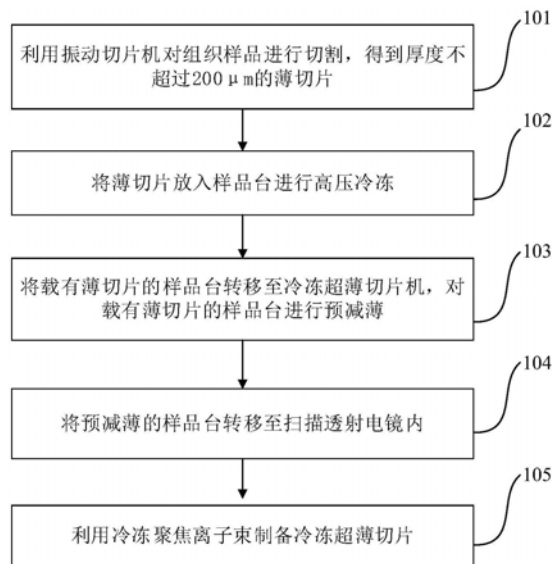 101
利用振动切片机对组织样品进行切割，得到厚度不
超过200μm的薄切片
102
将薄切片放入样品台进行高压冷冻
103
将载有薄切片的样品台转移至冷冻超薄切片机，对
载有薄切片的样品台进行预减薄
104
将预减薄的样品台转移至扫描透射电镜内
105
利用冷冻聚焦离子束制备冷冻超薄切片